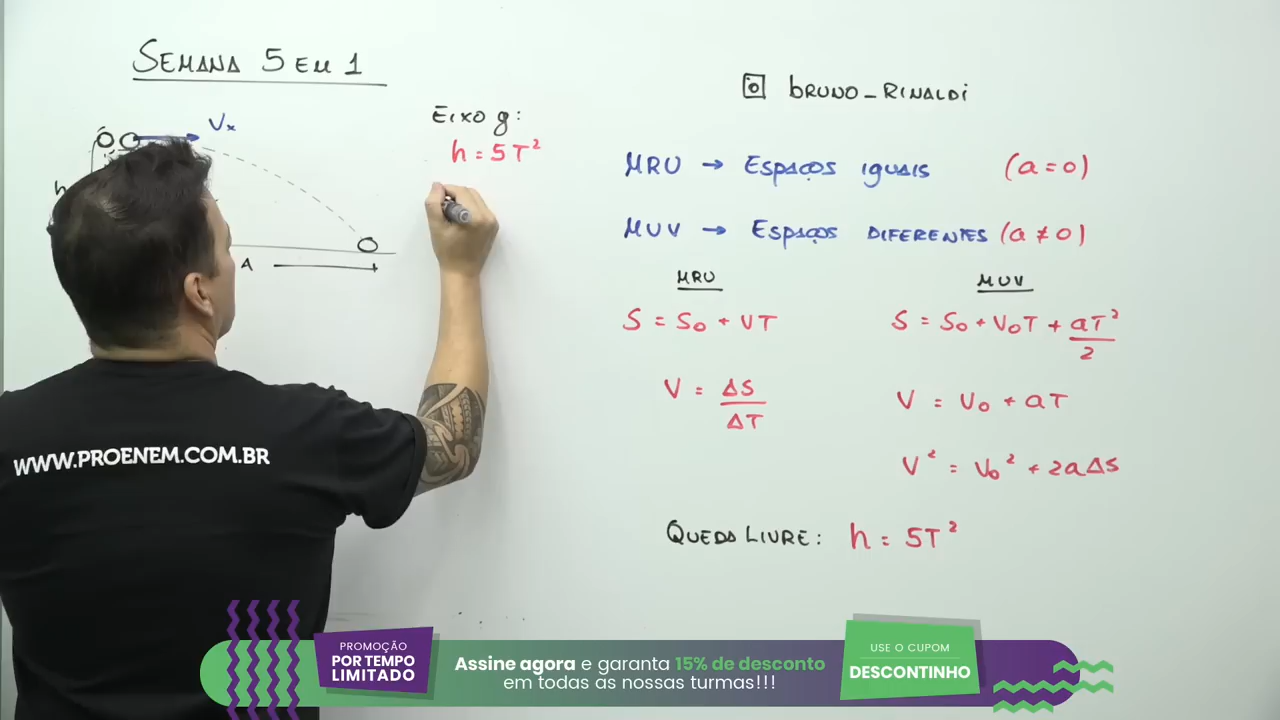 SEMANA 5 EM 1
Vx
h
A
EIXO y:
h = 5T²
bRUNO_RINALDi
MRU → ESPAÇOS iguais (a = 0)
MUV → ESPAÇOS DIFERENTES (a ≠ 0)
MRU
S = S₀ + VT
V = ΔS
ΔT
MUV
S = S₀ + V₀T + aT²
2
V = V₀ + aT
V² = V₀² + 2aΔS
QUEDA LIVRE: h = 5T²
WWW.PROENEM.COM.BR
PROMOÇÃO
POR TEMPO
LIMITADO
Assine agora e garanta 15% de desconto
em todas as nossas turmas!!!
USE O CUPOM
DESCONTINHO